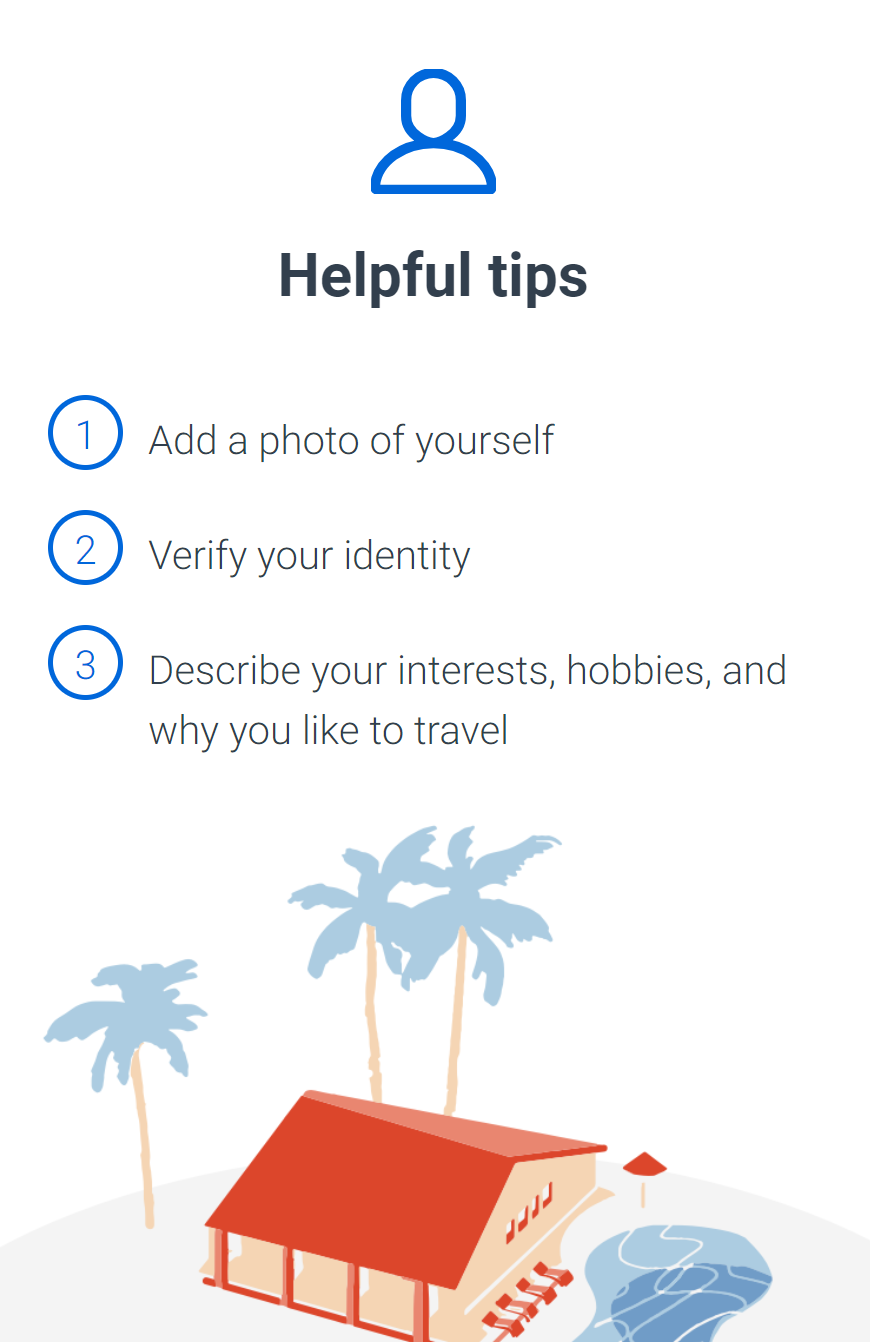 Helpful tips
1 Add a photo of yourself
2 Verify your identity
3 Describe your interests, hobbies, and
why you like to travel